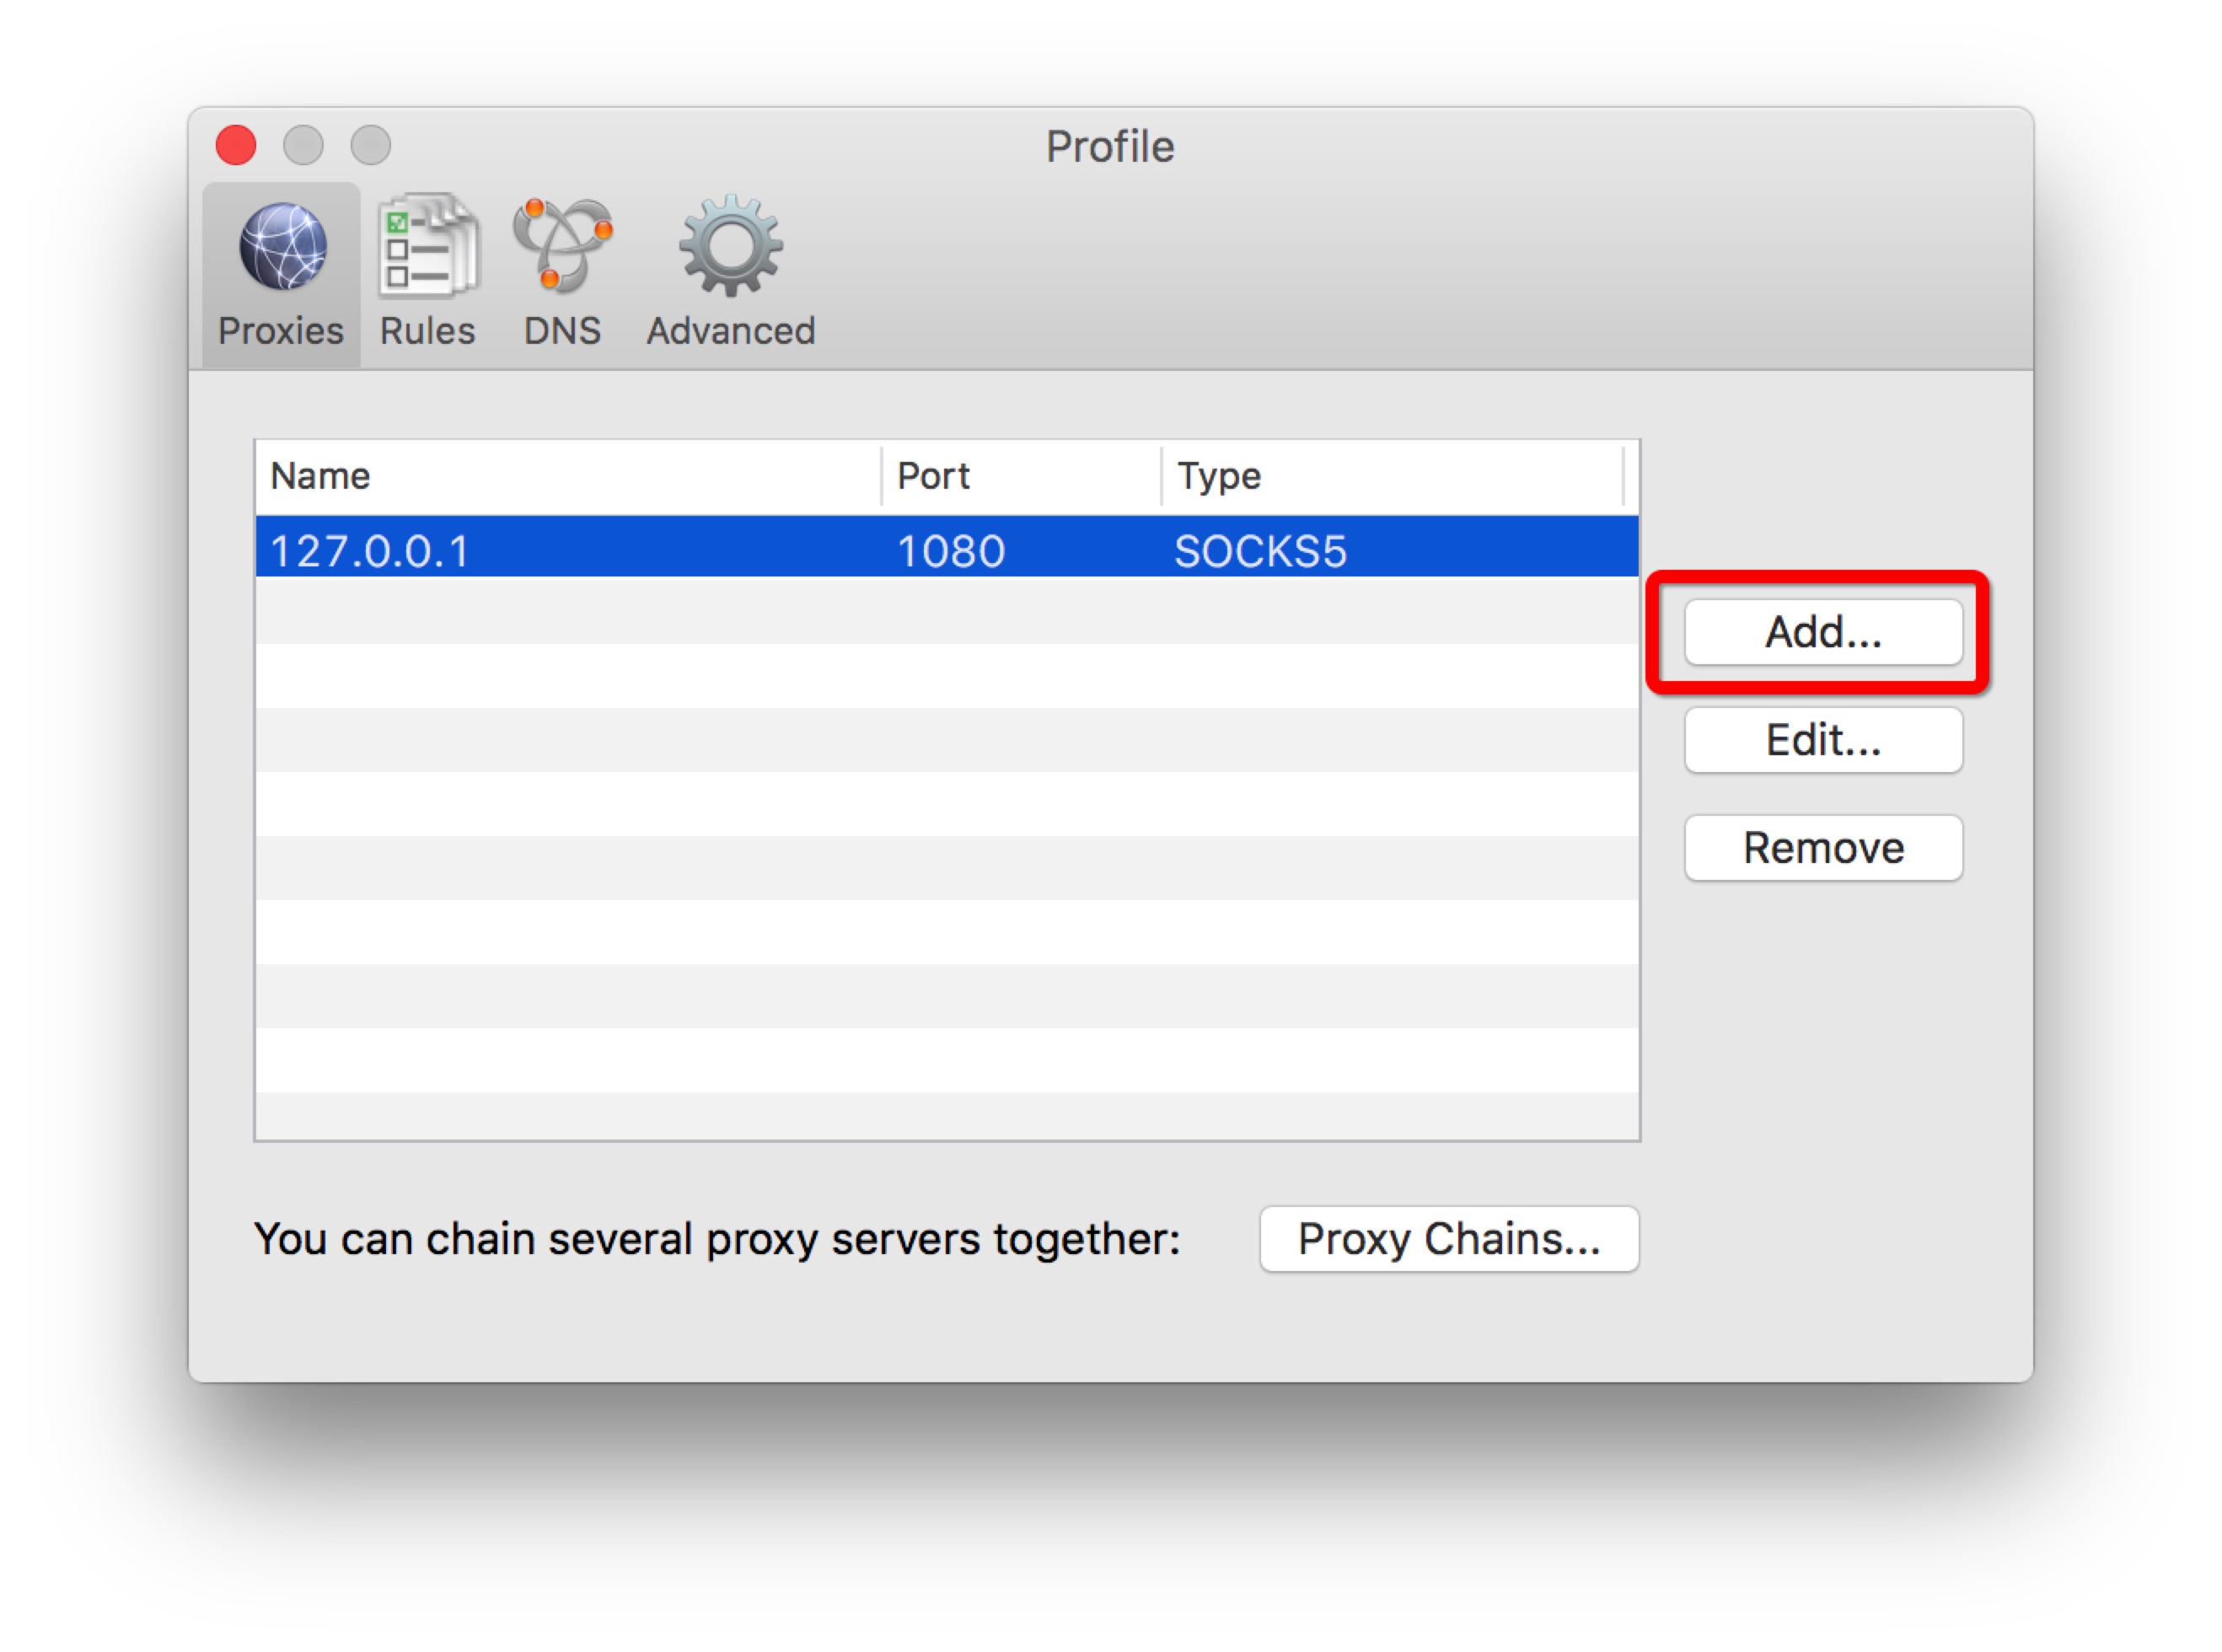 Profile
Proxies Rules DNS Advanced
Name Port Type
127.0.0.1 1080 SOCKS5
Add...
Edit...
Remove
You can chain several proxy servers together: Proxy Chains...